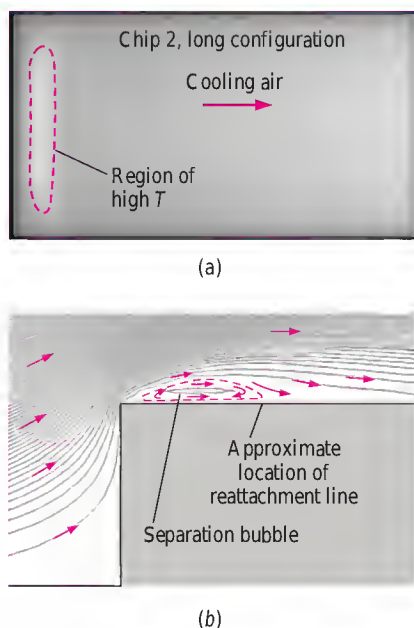 Chip 2, long configuration
Cooling air
Region of
high T
(a)
Approximate
location of
reattachment line
Separation bubble
(b)